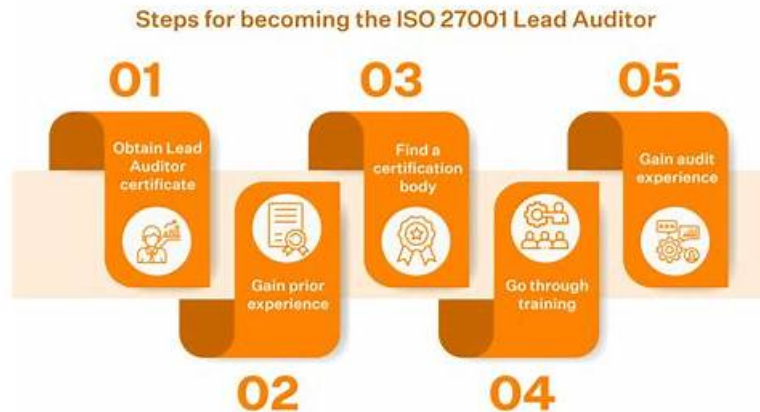 Steps for becoming the ISO 27001 Lead Auditor
01
Obtain Lead
Auditor
certificate
02
Gain prior
experience
03
Find a
certification
body
04
Go through
training
05
Gain audit
experience